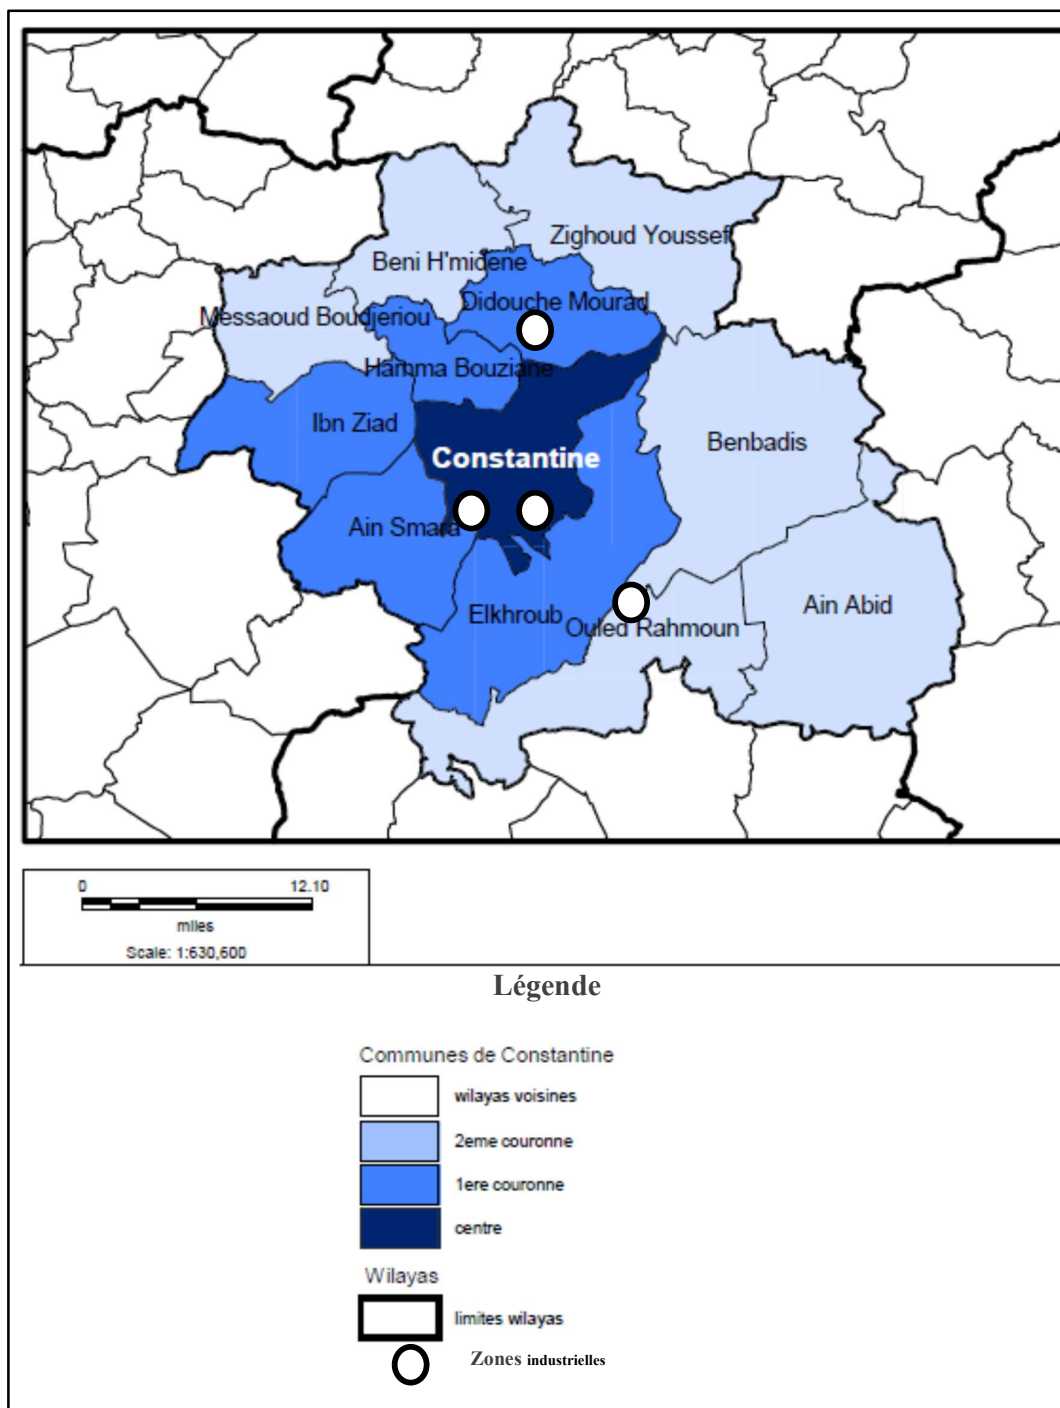 Zighoud Youssef
Beni H'midene
Didouche Mourad
Messaoud Boudjeriou
Hamma Bouziane
Ibn Ziad
Benbadis
Constantine
Ain Smara
Ain Abid
Elkhroub
Ouled Rahmoun
0 12.10
miles
Scale: 1:630,600
Légende
Communes de Constantine
wilayas voisines
2eme couronne
1ere couronne
centre
Wilayas
limites wilayas
Zones industrielles